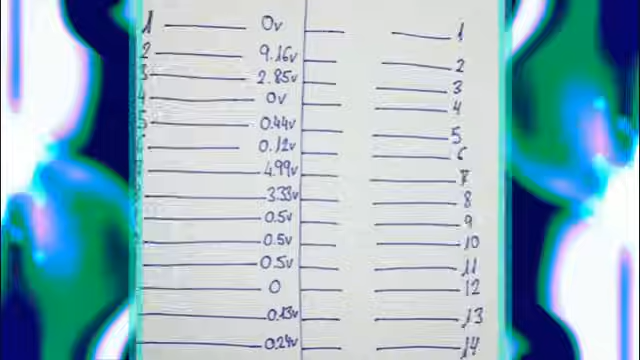 1 0v 1
2 9.16v 2
3 2.85v 3
4 0v 4
5 0.44v 5
0.12v 6
4.99v 7
3.33v 8
0.5v 9
0.5v 10
0.5v 11
0 12
0.13v 13
0.24v 14